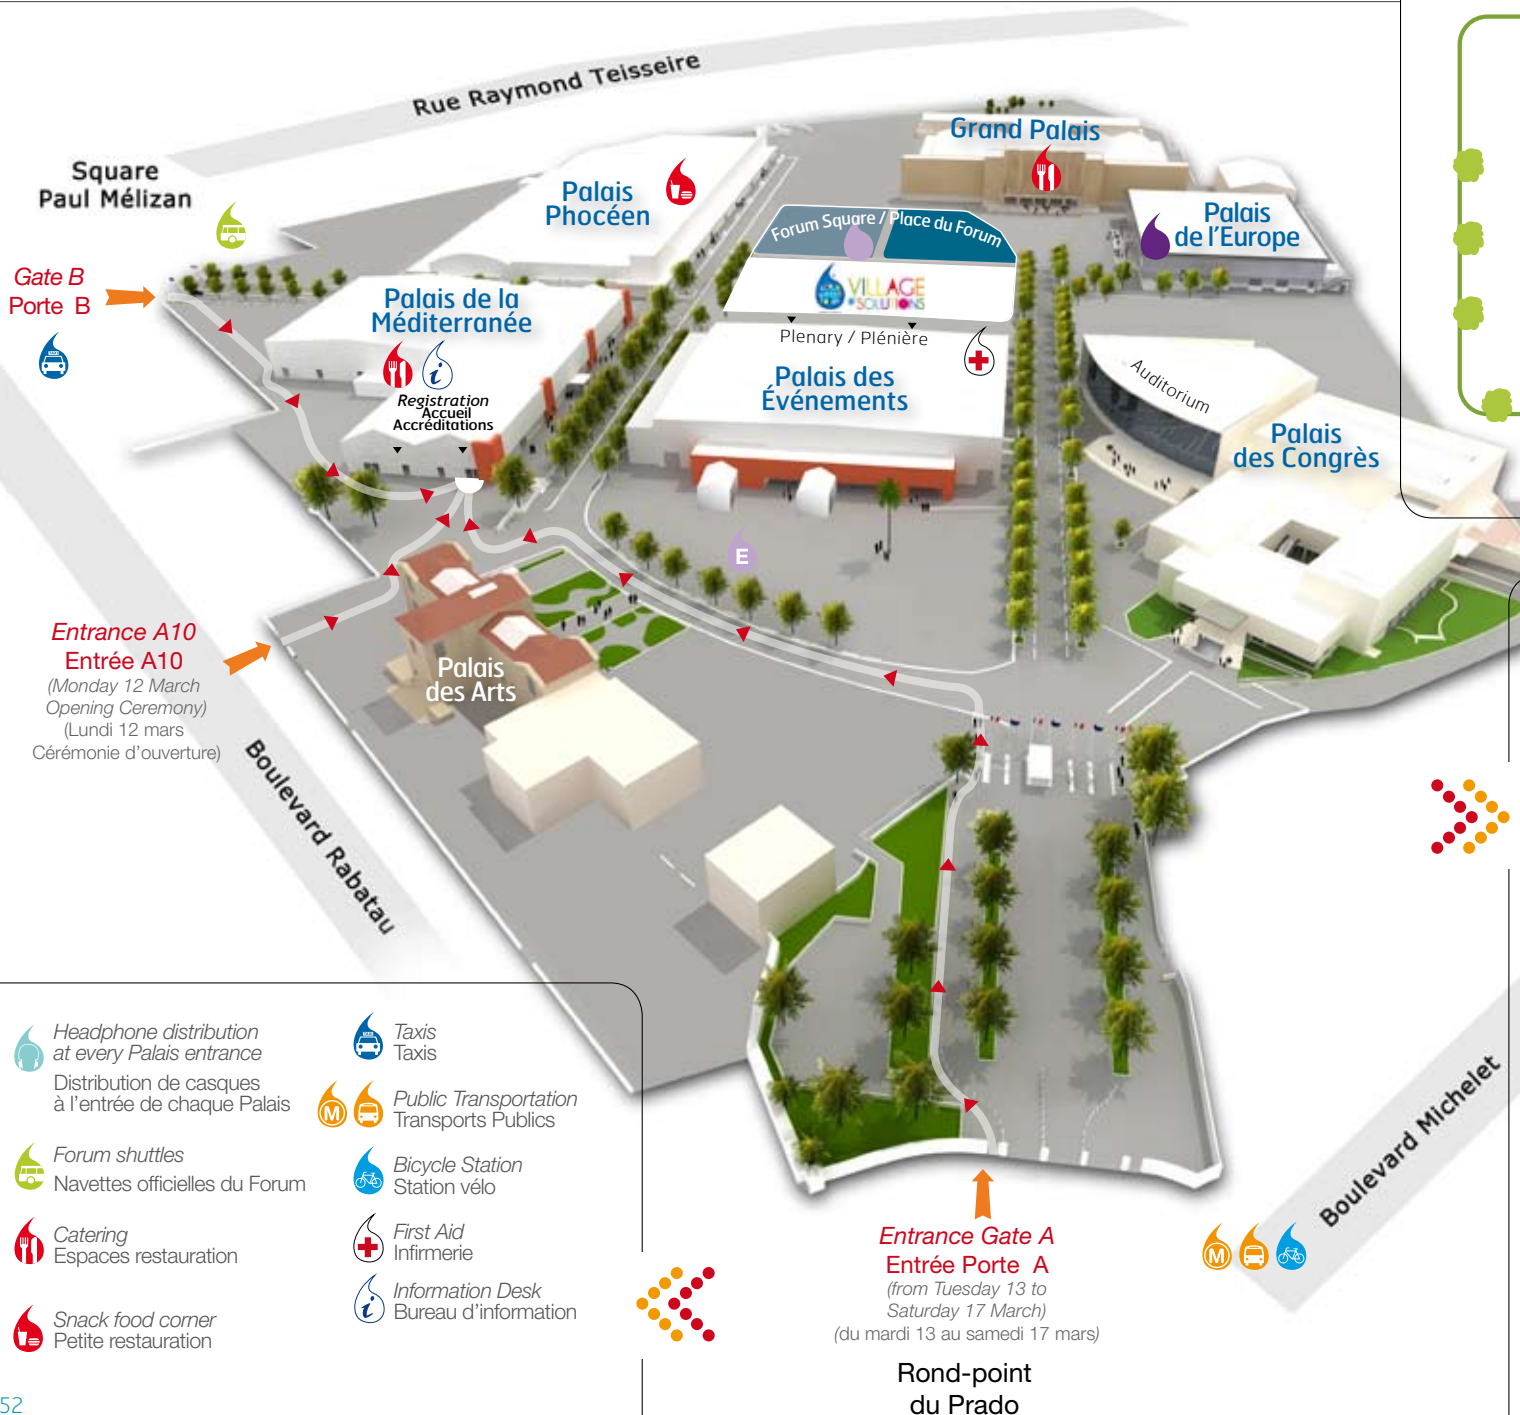 Rue Raymond Teisseire
Square
Paul Mélizan
Gate B
Porte B
Grand Palais
Palais
Phocéen
Palais
de l'Europe
Forum Square / Place du Forum
VILLAGE
SOLUTIONS
Palais de la
Méditerranée
i
Registration
Accueil
Accréditations
Plenary / Plénière
Palais des
Événements
Auditorium
Palais
des Congrès
E
Entrance A10
Entrée A10
(Monday 12 March
Opening Ceremony)
(Lundi 12 mars
Cérémonie d'ouverture)
Palais
des Arts
Boulevard Rabatau
Boulevard Michelet
Headphone distribution
at every Palais entrance
Distribution de casques
à l'entrée de chaque Palais
Forum shuttles
Navettes officielles du Forum
Catering
Espaces restauration
Snack food corner
Petite restauration
Taxis
Taxis
M
Public Transportation
Transports Publics
Bicycle Station
Station vélo
First Aid
Infirmerie
i
Information Desk
Bureau d'information
Entrance Gate A
Entrée Porte A
(from Tuesday 13 to
Saturday 17 March)
(du mardi 13 au samedi 17 mars)
Rond-point
du Prado
M
52